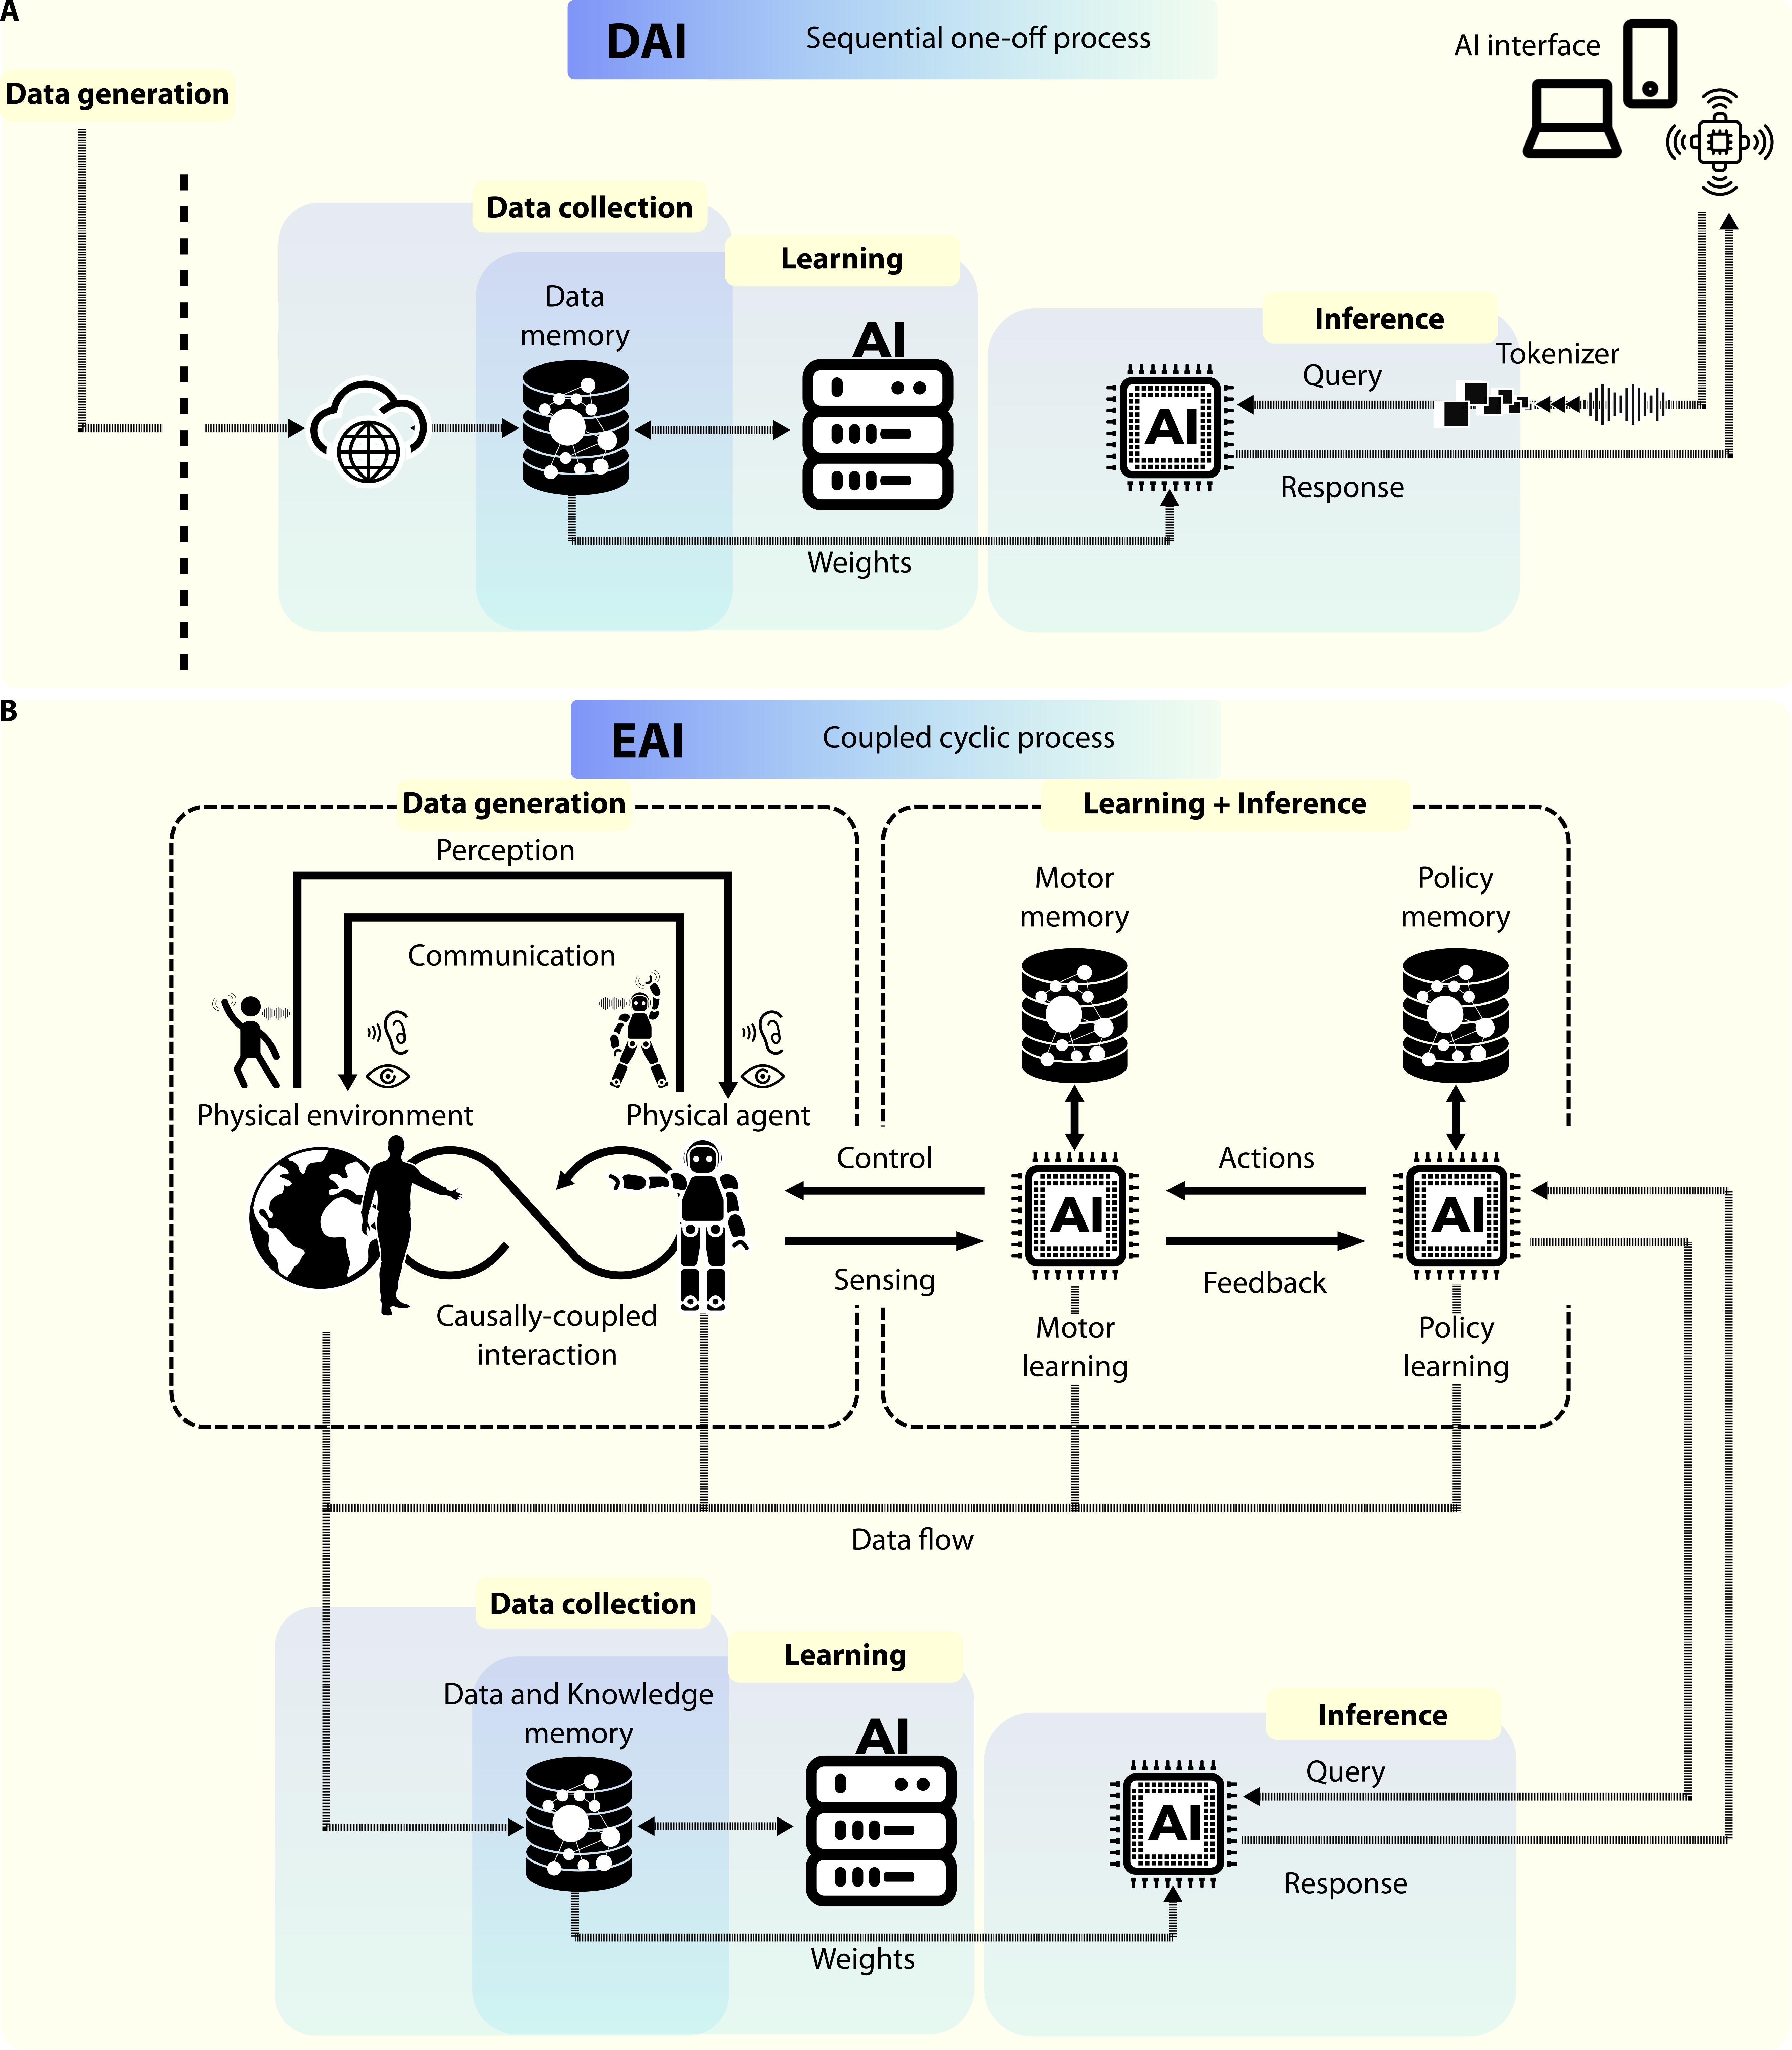 A
DAI
Sequential one-off process
AI interface
Data generation
Data collection
Learning
Data
memory
AI
Inference
Tokenizer
Query
AI
Response
Weights
B
EAI
Coupled cyclic process
Data generation
Learning + Inference
Perception
Communication
Motor
memory
Policy
memory
Physical environment
Physical agent
Control
Actions
AI
AI
Sensing
Feedback
Causally-coupled
interaction
Motor
learning
Policy
learning
Data flow
Data collection
Learning
Data and Knowledge
memory
AI
Inference
Query
AI
Response
Weights